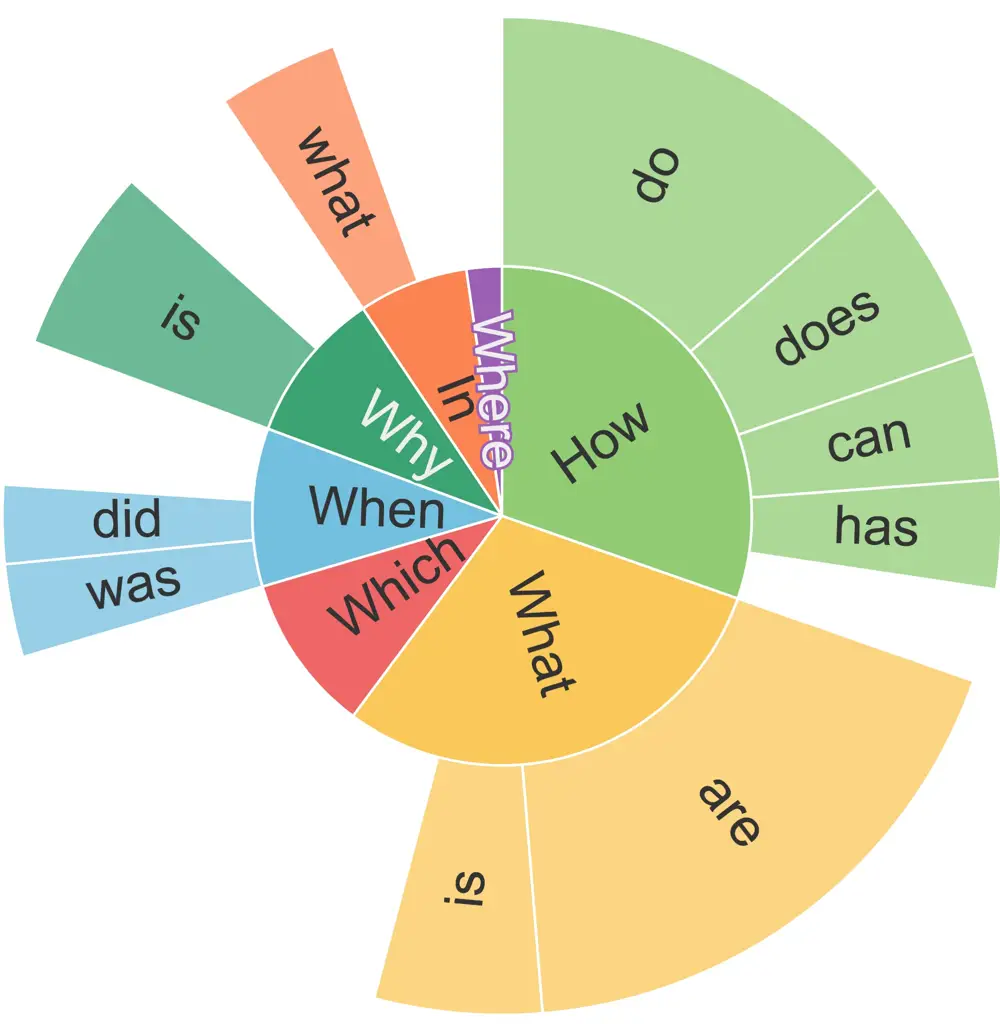 How
do
does
can
has
What
are
is
Which
When
was
did
Why
is
In
what
Where